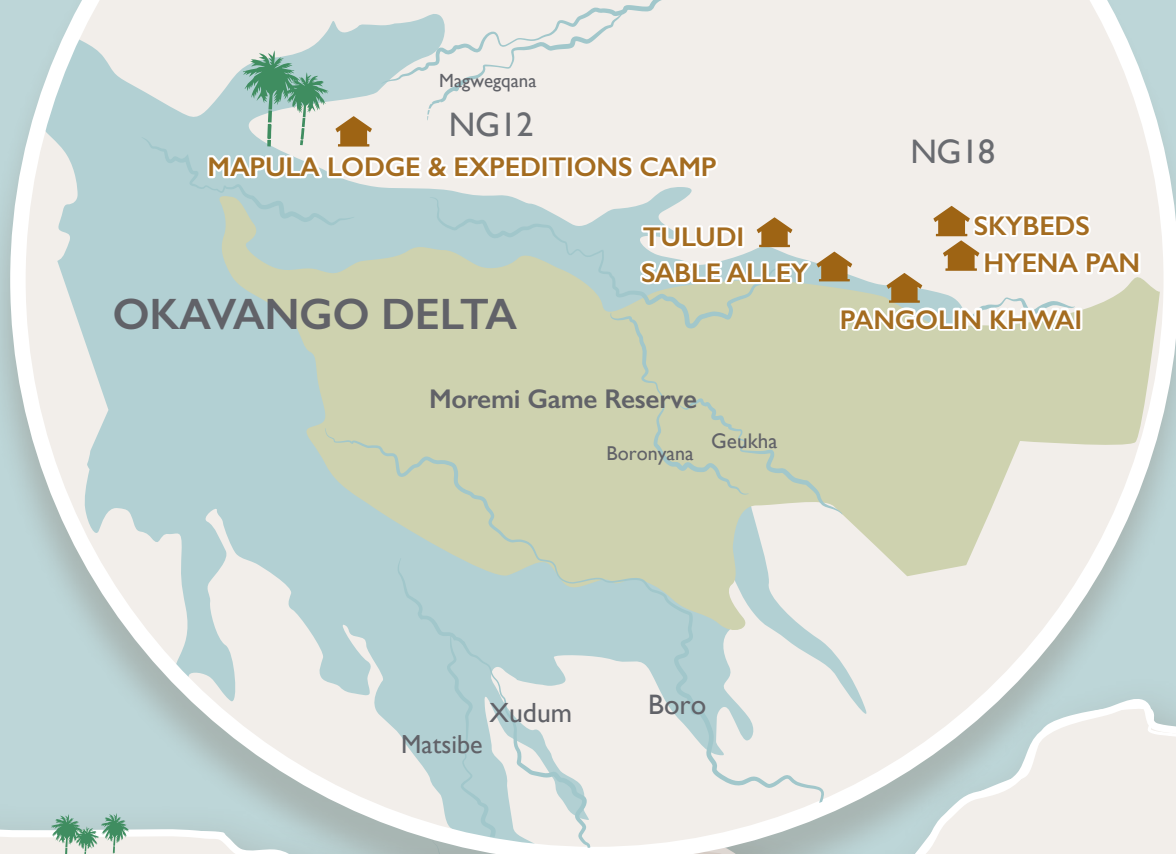 Magwegqana
NG12
NG18
MAPULA LODGE & EXPEDITIONS CAMP
SKYBEDS
TULUDI
HYENA PAN
SABLE ALLEY
PANGOLIN KHWAI
OKAVANGO DELTA
Moremi Game Reserve
Geukha
Boronyana
Boro
Xudum
Matsibe